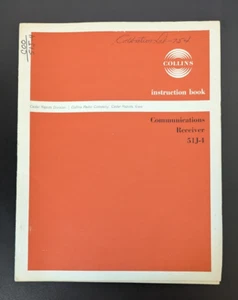 COLLINS
instruction book
Cedar Rapids Division | Collins Radio Company, Cedar Rapids, Iowa
Communications
Receiver
51J-4